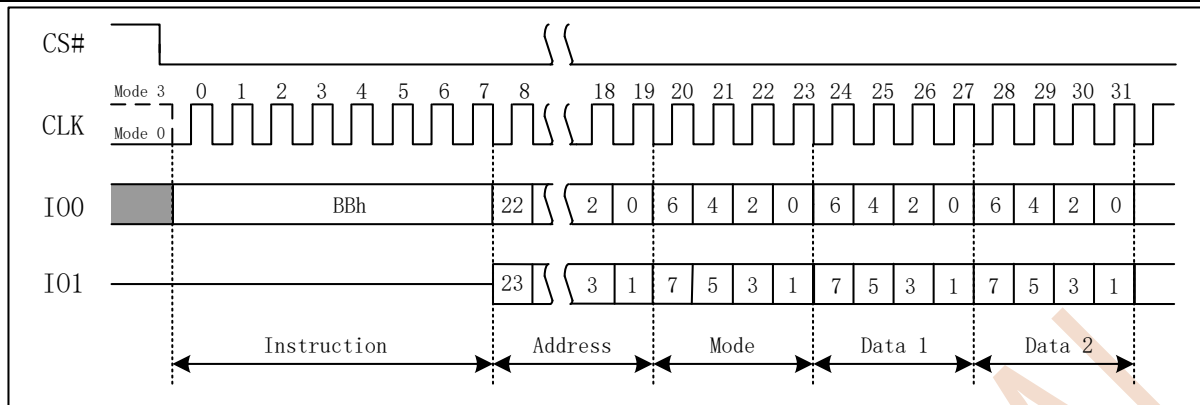 CS#
Mode 3 0 1 2 3 4 5 6 7 8 18 19 20 21 22 23 24 25 26 27 28 29 30 31
CLK
Mode 0
IO0 BBh 22 2 0 6 4 2 0 6 4 2 0 6 4 2 0
IO1 23 3 1 7 5 3 1 7 5 3 1 7 5 3 1
Instruction Address Mode Data 1 Data 2